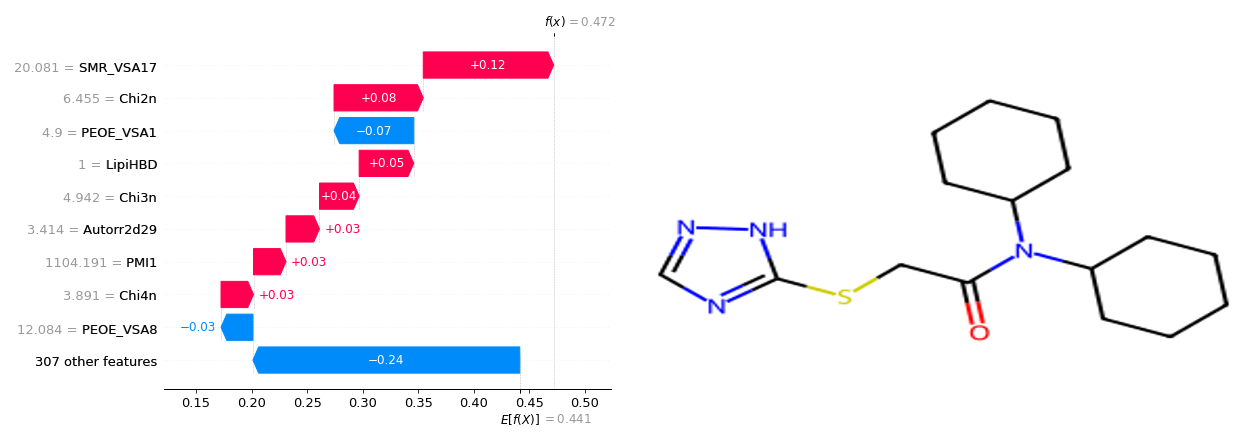 f(x) = 0.472
20.081 = SMR_VSA17
+0.12
6.455 = Chi2n
+0.08
4.9 = PEOE_VSA1
−0.07
1 = LipiHBD
+0.05
4.942 = Chi3n
+0.04
3.414 = Autorr2d29
+0.03
1104.191 = PMI1
+0.03
3.891 = Chi4n
+0.03
12.084 = PEOE_VSA8
−0.03
307 other features
−0.24
0.15 0.20 0.25 0.30 0.35 0.40 0.45 0.50
E[f(X)] = 0.441
N NH
N
S
N
O